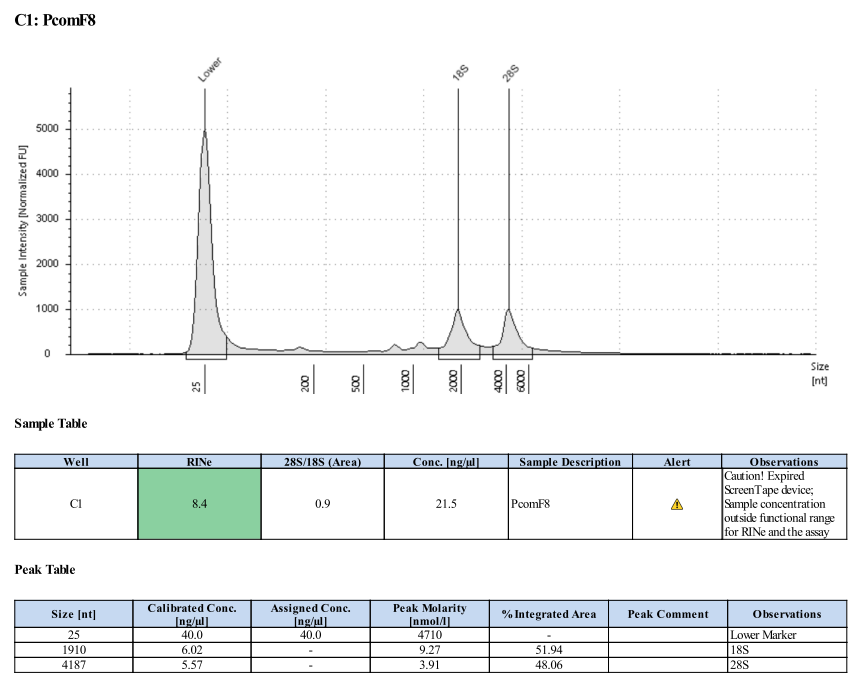 C1: PcomF8
Lower
18S
28S
Sample Intensity [Normalized FU]
5000
4000
3000
2000
1000
0
25
200
500
1000
2000
4000
6000
Size
[nt]
Sample Table
Well RINe 28S/18S (Area) Conc. [ng/µl] Sample Description Alert Observations
C1 8.4 0.9 21.5 PcomF8 Caution! Expired
ScreenTape device;
Sample concentration
outside functional range
for RINe and the assay
Peak Table
Size [nt] Calibrated Conc. [ng/µl] Assigned Conc. [ng/µl] Peak Molarity [nmol/l] % Integrated Area Peak Comment Observations
25 40.0 40.0 4710 - Lower Marker
1910 6.02 - 9.27 51.94 18S
4187 5.57 - 3.91 48.06 28S